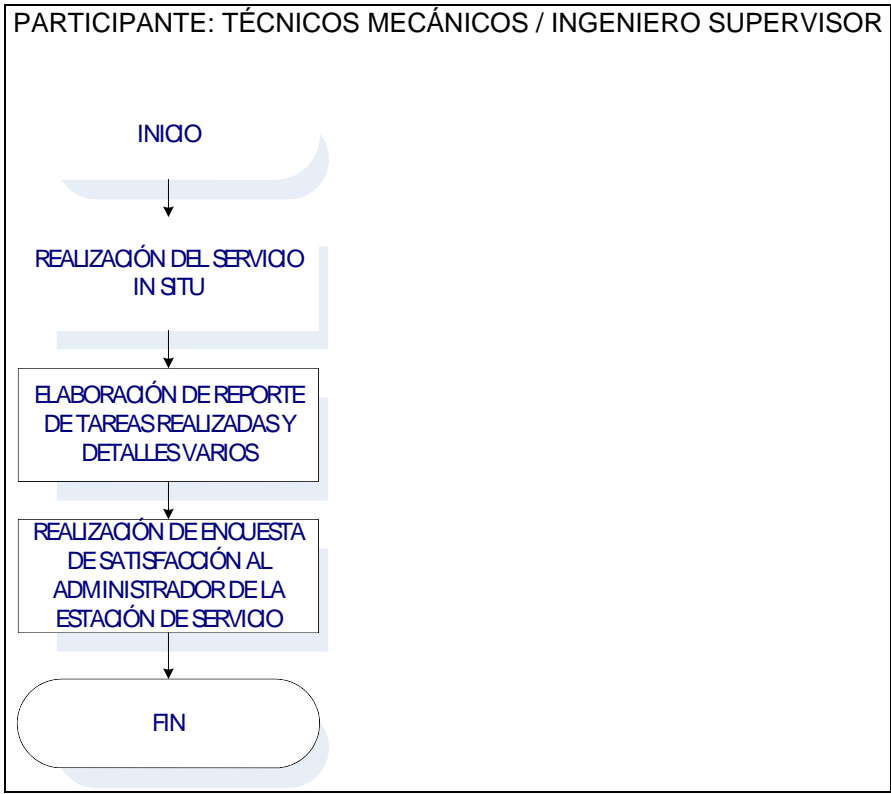 PARTICIPANTE: TÉCNICOS MECÁNICOS / INGENIERO SUPERVISOR
INICIO
REALIZACIÓN DEL SERVICIO
IN SITU
ELABORACIÓN DE REPORTE
DE TAREAS REALIZADAS Y
DETALLES VARIOS
REALIZACIÓN DE ENCUESTA
DE SATISFACCIÓN AL
ADMINISTRADOR DE LA
ESTACIÓN DE SERVICIO
FIN